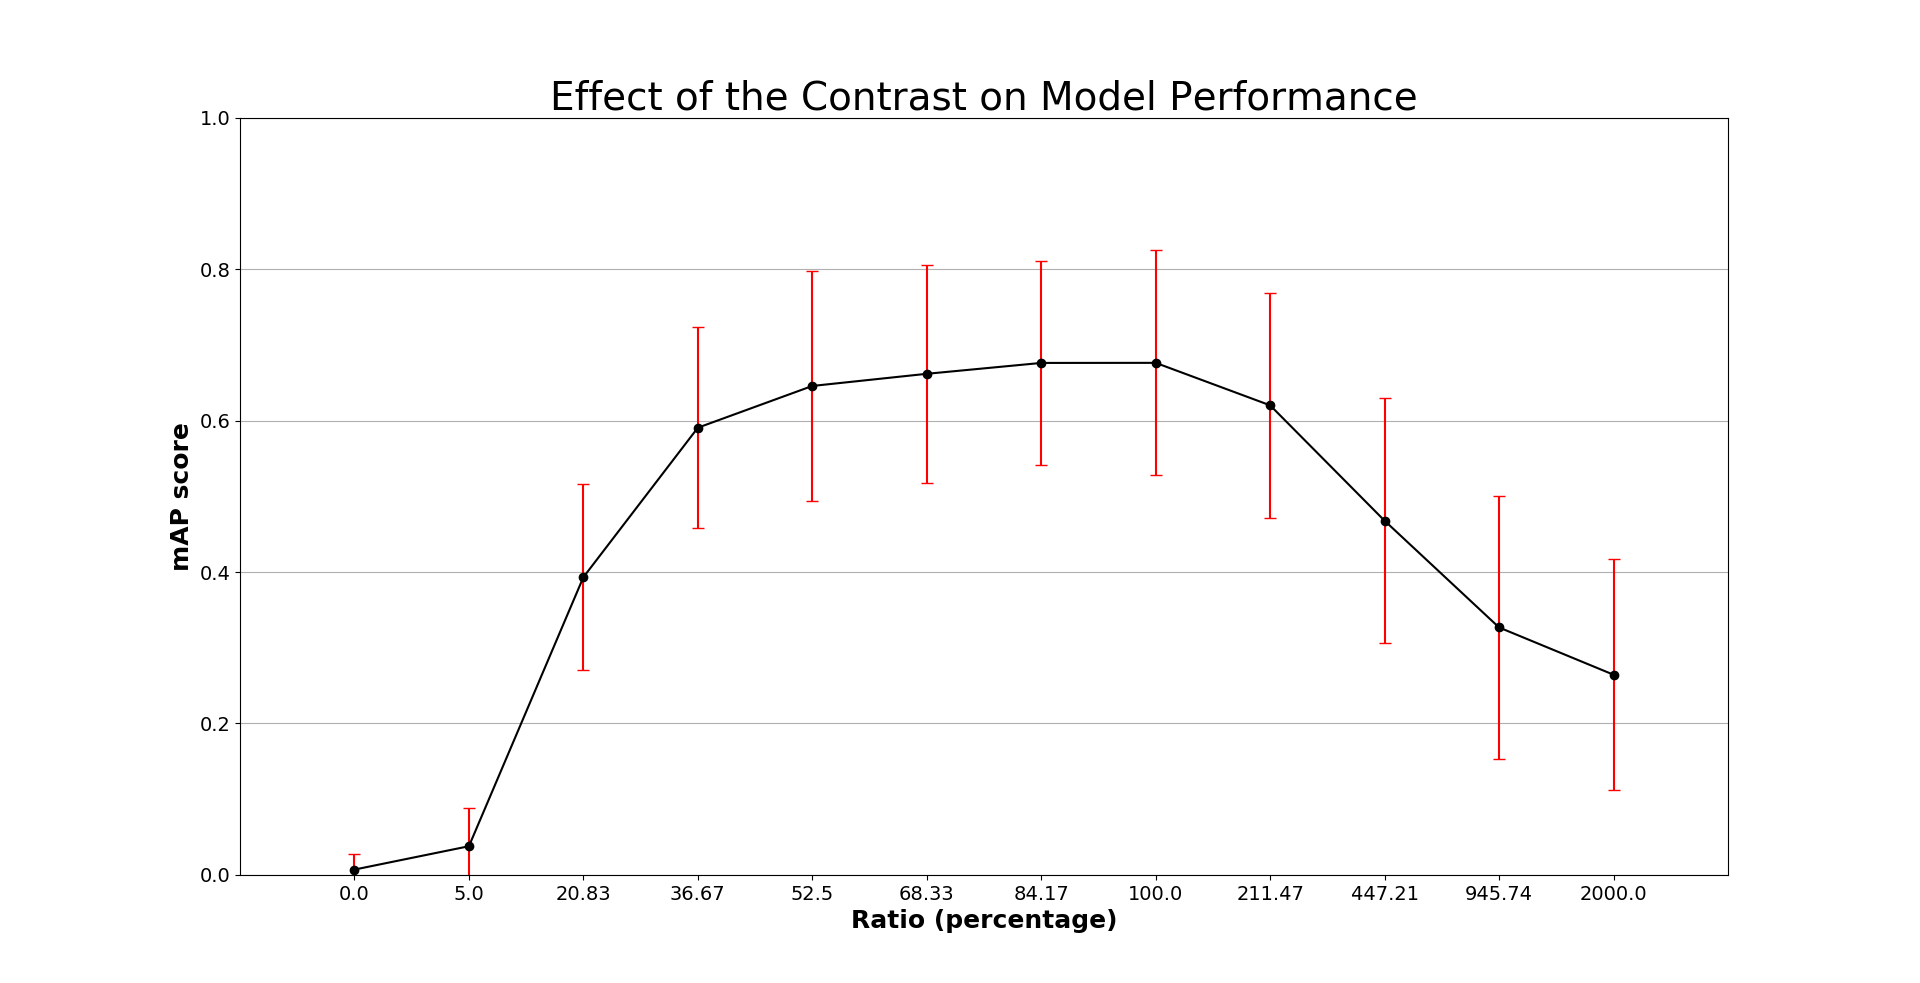 Effect of the Contrast on Model Performance
1.0
0.8
0.6
0.4
0.2
0.0
mAP score
0.0 5.0 20.83 36.67 52.5 68.33 84.17 100.0 211.47 447.21 945.74 2000.0
Ratio (percentage)